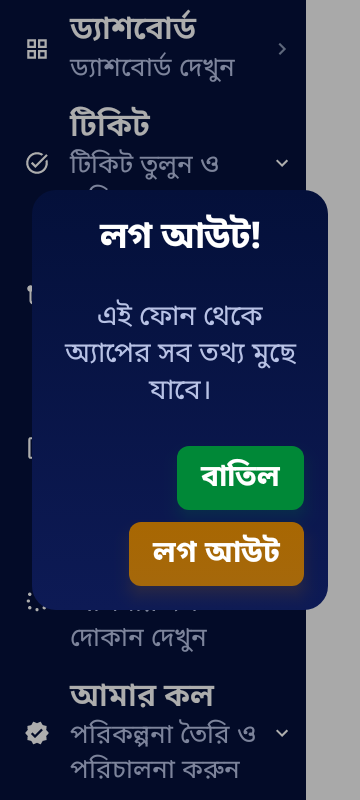 ড্যাশবোর্ড
ড্যাশবোর্ড দেখুন
টিকিট
টিকিট তুলুন ও
লগ আউট!
এই ফোন থেকে
অ্যাপের সব তথ্য মুছে
যাবে।
বাতিল
লগ আউট
দোকান দেখুন
আমার কল
পরিকল্পনা তৈরি ও
পরিচালনা করুন